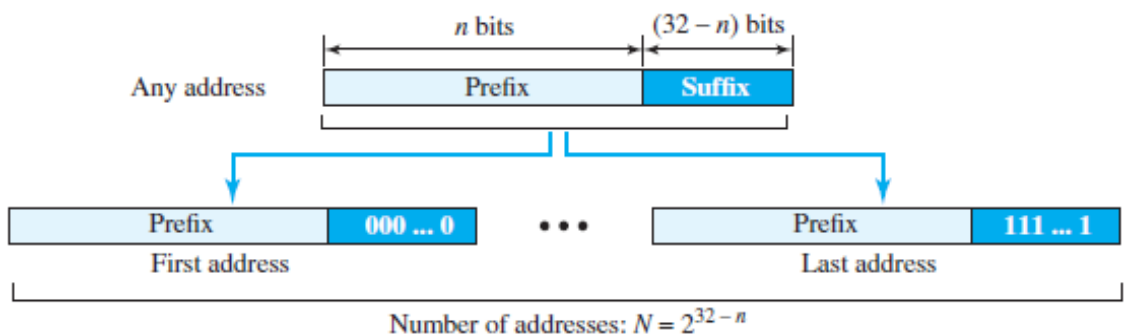 n bits (32 – n) bits
Any address Prefix Suffix
Prefix 000 ... 0 ••• Prefix 111 ... 1
First address Last address
Number of addresses: N = 2^{32 – n}